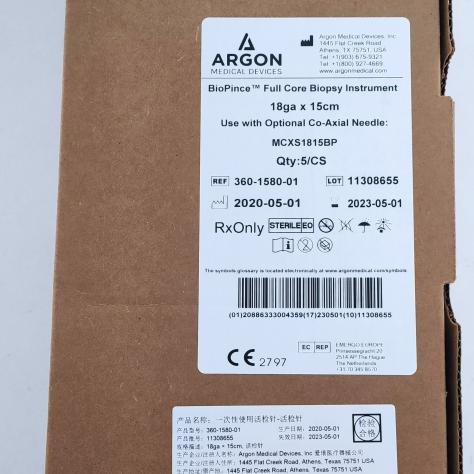 ARGON
MEDICAL DEVICES
Argon Medical Devices, Inc
1445 Flat Creek Road
Athens, TX 75751, USA
Tel +1(903) 675-9321
Tel +1(800) 927-4669
www.argonmedical.com
BioPince™ Full Core Biopsy Instrument
18ga x 15cm
Use with Optional Co-Axial Needle:
MCXS1815BP
Qty:5/CS
REF 360-1580-01
LOT 11308655
2020-05-01
2023-05-01
RxOnly STERILE EO
The symbols glossary is located electronically at www.argonmedical.com/symbols
(01)20886333004359(17)230501(10)11308655
CE 2797
EC REP
EMERGO EUROPE
Prinsessegracht 20
2514 AP The Hague
The Netherlands
+31 70 345 8570
产品名称:一次性使用活检针-活检针
产品型号:360-1580-01
产品批号:11308655
规格描述:18ga*15cm, 活检针
生产日期:2020-05-01
失效日期:2023-05-01
检验
合格
生产企业/注册人名称:Argon Medical Devices, Inc
1445 Flat Creek Road, Athens, Texas 75751 USA
生产地址:1445 Flat Creek Road, Athens, Texas 75751 USA